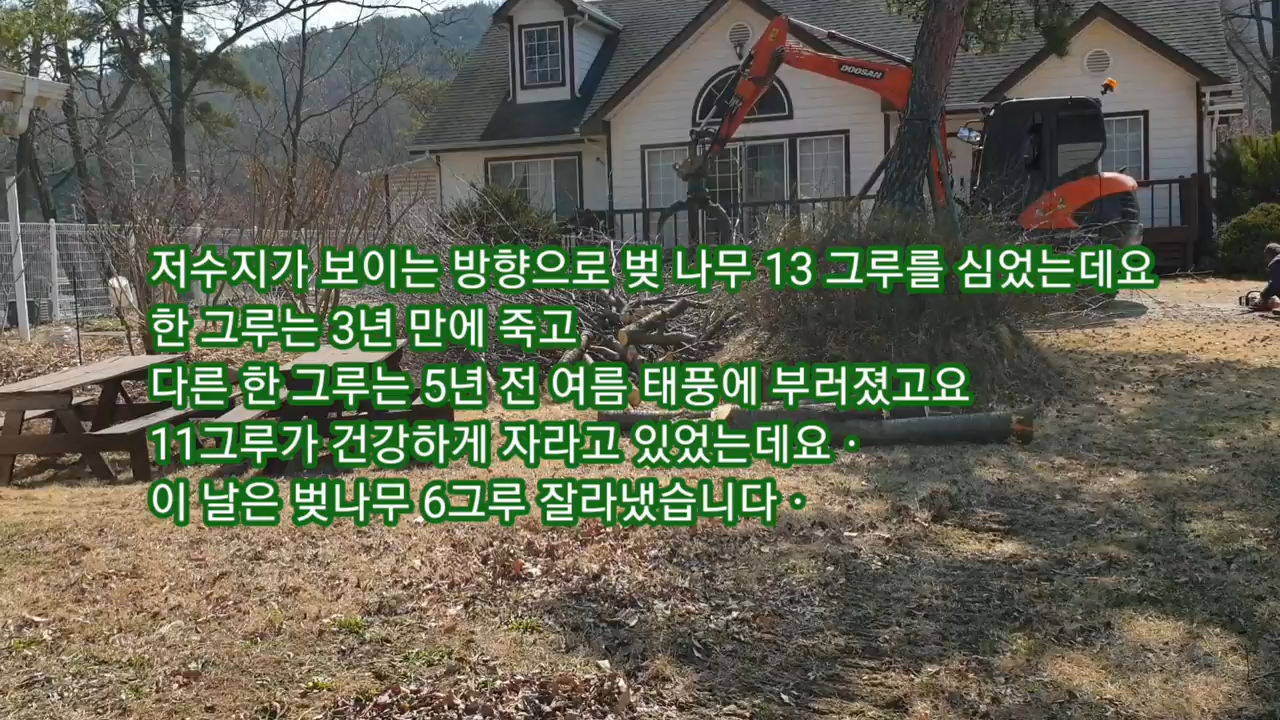 DOOSAN
저수지가 보이는 방향으로 벚 나무 13 그루를 심었는데요
한 그루는 3년 만에 죽고
다른 한 그루는 5년 전 여름 태풍에 부러졌고요
11그루가 건강하게 자라고 있었는데요 ·
이 날은 벚나무 6그루 잘라냈습니다 ·